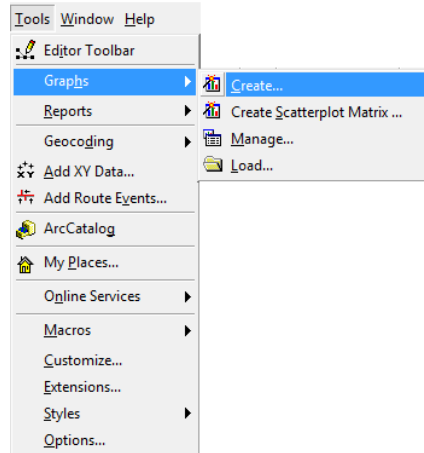 Tools Window Help
Editor Toolbar
Graphs
Reports
Geocoding
Add XY Data...
Add Route Events...
ArcCatalog
My Places...
Online Services
Macros
Customize...
Extensions...
Styles
Options...
Create...
Create Scatterplot Matrix ...
Manage...
Load...